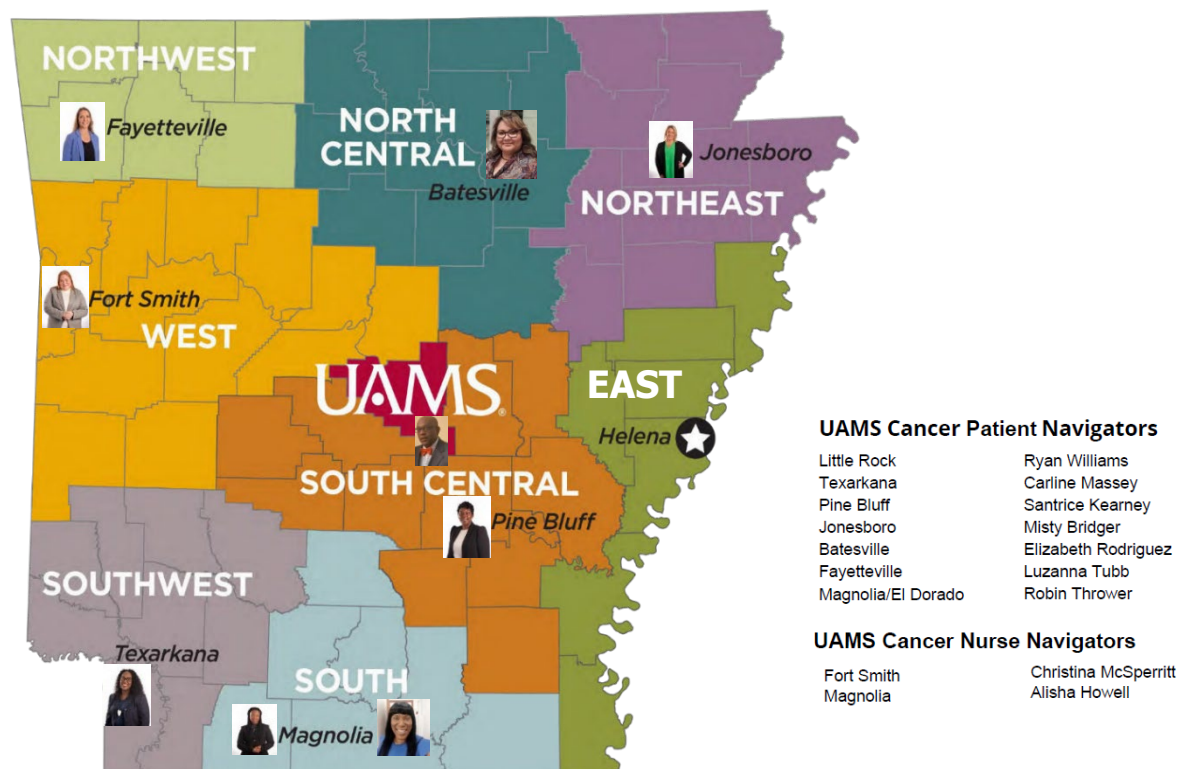 NORTHWEST
Fayetteville
NORTH
CENTRAL
Batesville
Jonesboro
NORTHEAST
Fort Smith
WEST
UAMS®
EAST
Helena
SOUTH CENTRAL
Pine Bluff
SOUTHWEST
Texarkana
SOUTH
Magnolia
UAMS Cancer Patient Navigators
Little Rock Ryan Williams
Texarkana Carline Massey
Pine Bluff Santrice Kearney
Jonesboro Misty Bridger
Batesville Elizabeth Rodriguez
Fayetteville Luzanna Tubb
Magnolia/El Dorado Robin Thrower
UAMS Cancer Nurse Navigators
Fort Smith Christina McSperritt
Magnolia Alisha Howell